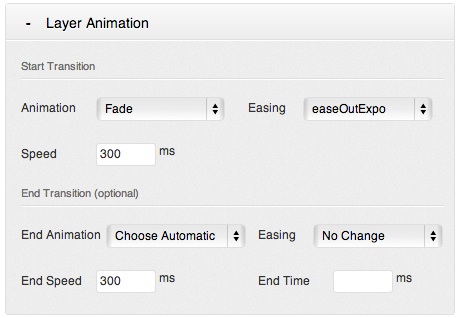 - Layer Animation
Start Transition
Animation Fade Easing easeOutExpo
Speed 300 ms
End Transition (optional)
End Animation Choose Automatic Easing No Change
End Speed 300 ms End Time ms